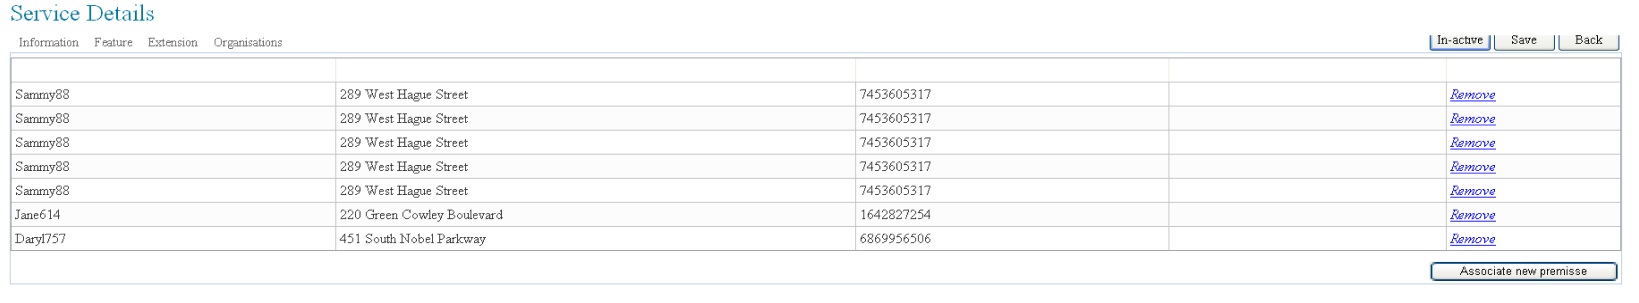 Service Details
Information Feature Extension Organisations In-active Save Back
Sammy88 289 West Hague Street 7453605317 Remove
Sammy88 289 West Hague Street 7453605317 Remove
Sammy88 289 West Hague Street 7453605317 Remove
Sammy88 289 West Hague Street 7453605317 Remove
Sammy88 289 West Hague Street 7453605317 Remove
Jane614 220 Green Cowley Boulevard 1642827254 Remove
Daryl757 451 South Nobel Parkway 6869956506 Remove
Associate new premisse